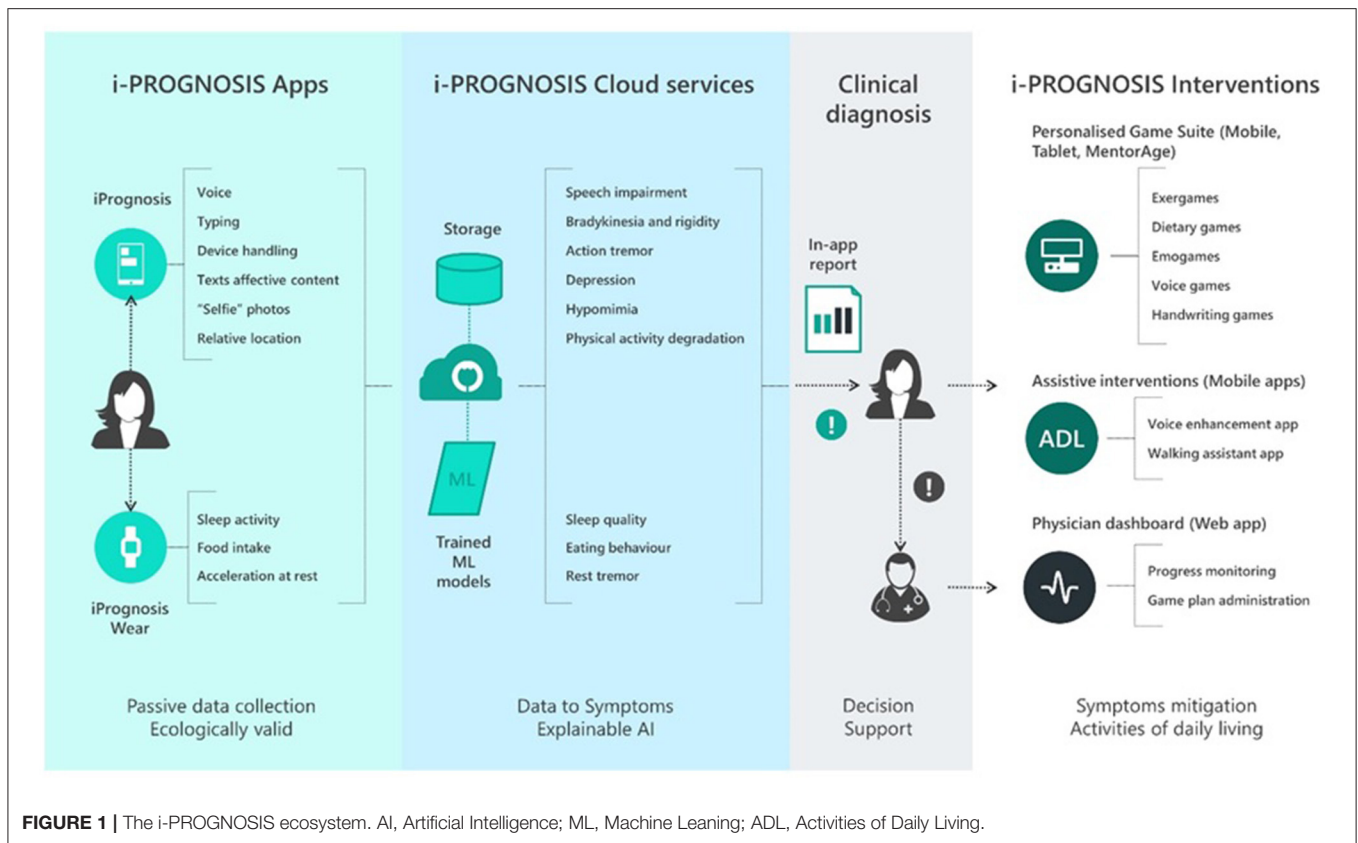 i-PROGNOSIS Apps
iPrognosis
Voice
Typing
Device handling
Texts affective content
"Selfie" photos
Relative location
Sleep activity
Food intake
Acceleration at rest
iPrognosis
Wear
Passive data collection
Ecologically valid
i-PROGNOSIS Cloud services
Storage
ML
Trained
ML
models
Speech impairment
Bradykinesia and rigidity
Action tremor
Depression
Hypomimia
Physical activity degradation
Sleep quality
Eating behaviour
Rest tremor
Data to Symptoms
Explainable AI
Clinical
diagnosis
In-app
report
!
!
Decision
Support
i-PROGNOSIS Interventions
Personalised Game Suite (Mobile,
Tablet, MentorAge)
Exergames
Dietary games
Emogames
Voice games
Handwriting games
Assistive interventions (Mobile apps)
ADL
Voice enhancement app
Walking assistant app
Physician dashboard (Web app)
Progress monitoring
Game plan administration
Symptoms mitigation
Activities of daily living
FIGURE 1 | The i-PROGNOSIS ecosystem. AI, Artificial Intelligence; ML, Machine Leaning; ADL, Activities of Daily Living.